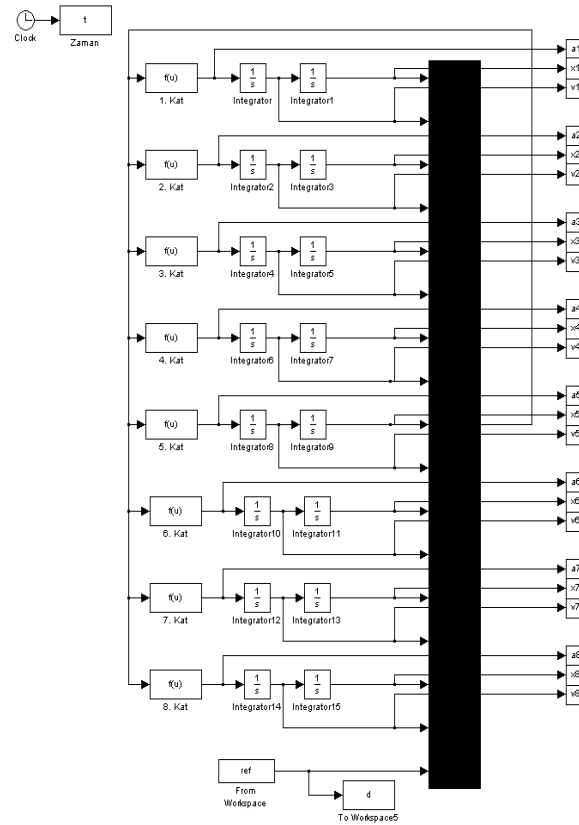 t
Clock
Zaman
a1
x1
v1
f(u)
1
s
1
s
1. Kat
Integrator
Integrator1
a2
x2
v2
f(u)
1
s
1
s
2. Kat
Integrator2
Integrator3
a3
x3
v3
f(u)
1
s
1
s
3. Kat
Integrator4
Integrator5
a4
x4
v4
f(u)
1
s
1
s
4. Kat
Integrator6
Integrator7
a5
x5
v5
f(u)
1
s
1
s
5. Kat
Integrator8
Integrator9
a6
x6
v6
f(u)
1
s
1
s
6. Kat
Integrator10
Integrator11
a7
x7
v7
f(u)
1
s
1
s
7. Kat
Integrator12
Integrator13
a8
x8
v8
f(u)
1
s
1
s
8. Kat
Integrator14
Integrator15
ref
From
Workspace
d
To Workspace5